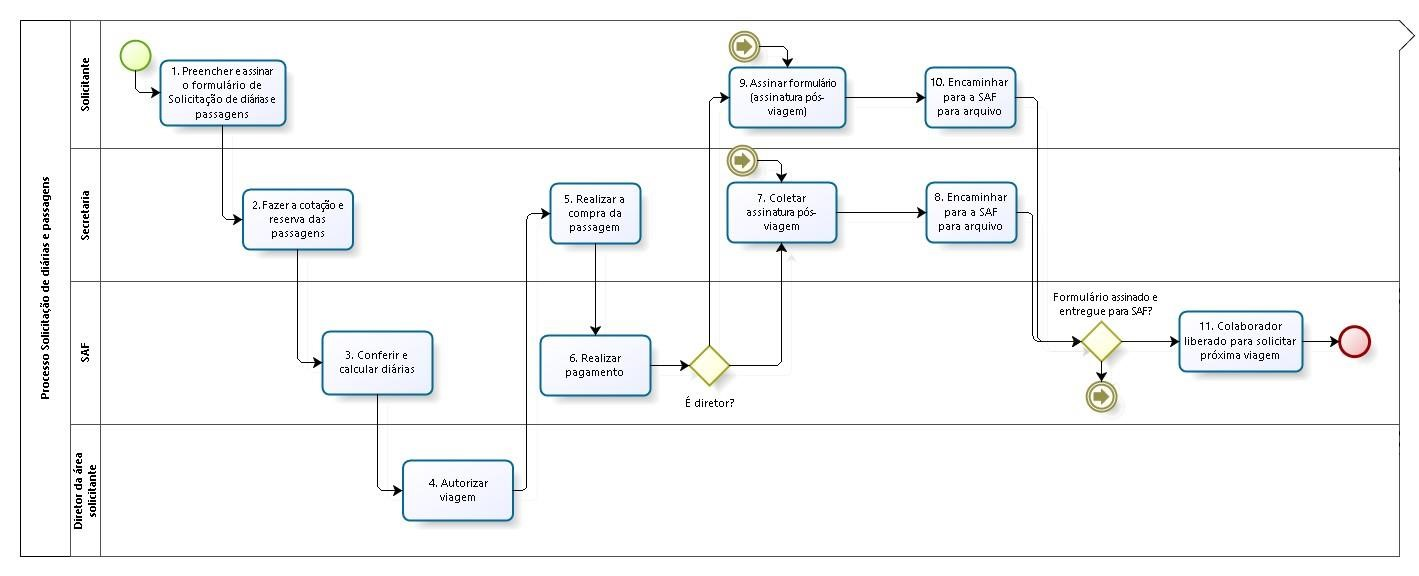 Processo Solicitação de diárias e passagens
Solicitante
1. Preencher e assinar
o formulário de
Solicitação de diárias e
passagens
9. Assinar formulário
(assinatura pós-
viagem)
10. Encaminhar
para a SAF
para arquivo
Secretaria
2. Fazer a cotação e
reserva das
passagens
5. Realizar a
compra da
passagem
7. Coletar
assinatura pós-
viagem
8. Encaminhar
para a SAF
para arquivo
SAF
3. Conferir e
calcular diárias
6. Realizar
pagamento
É diretor?
Formulário assinado e
entregue para SAF?
11. Colaborador
liberado para solicitar
próxima viagem
Diretor da área
solicitante
4. Autorizar
viagem